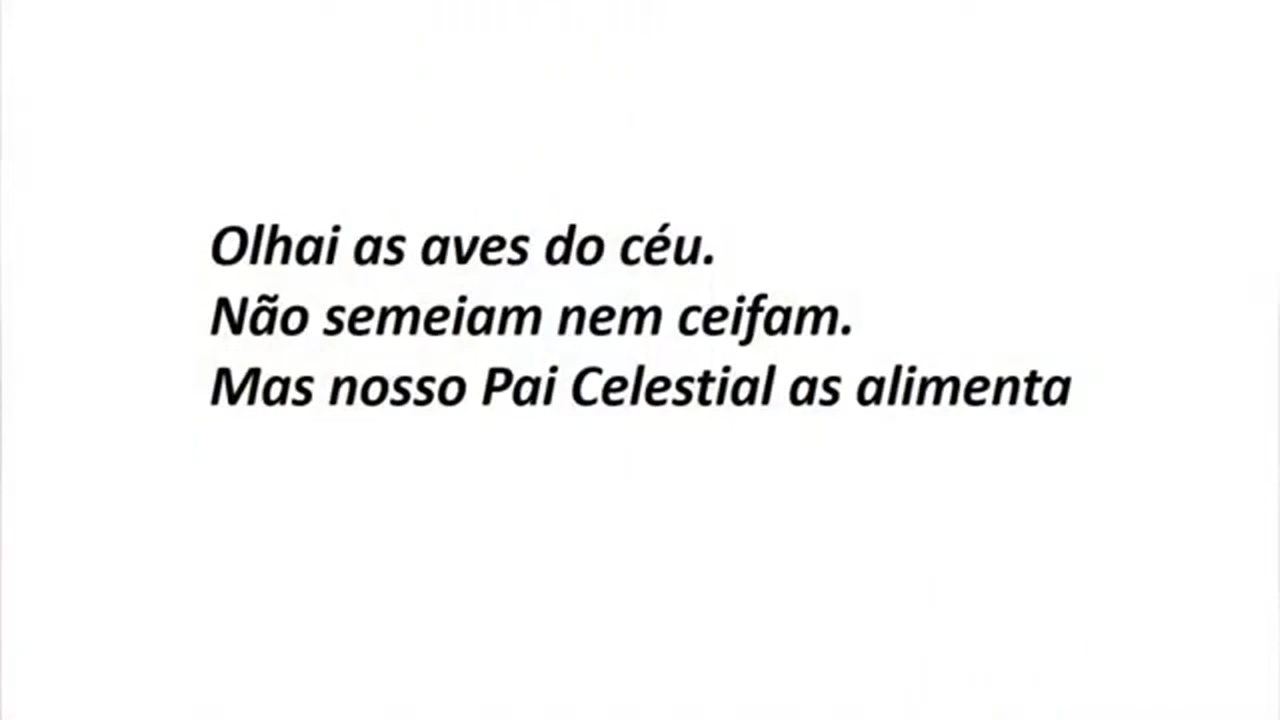 Olhai as aves do céu.
Não semeiam nem ceifam.
Mas nosso Pai Celestial as alimenta